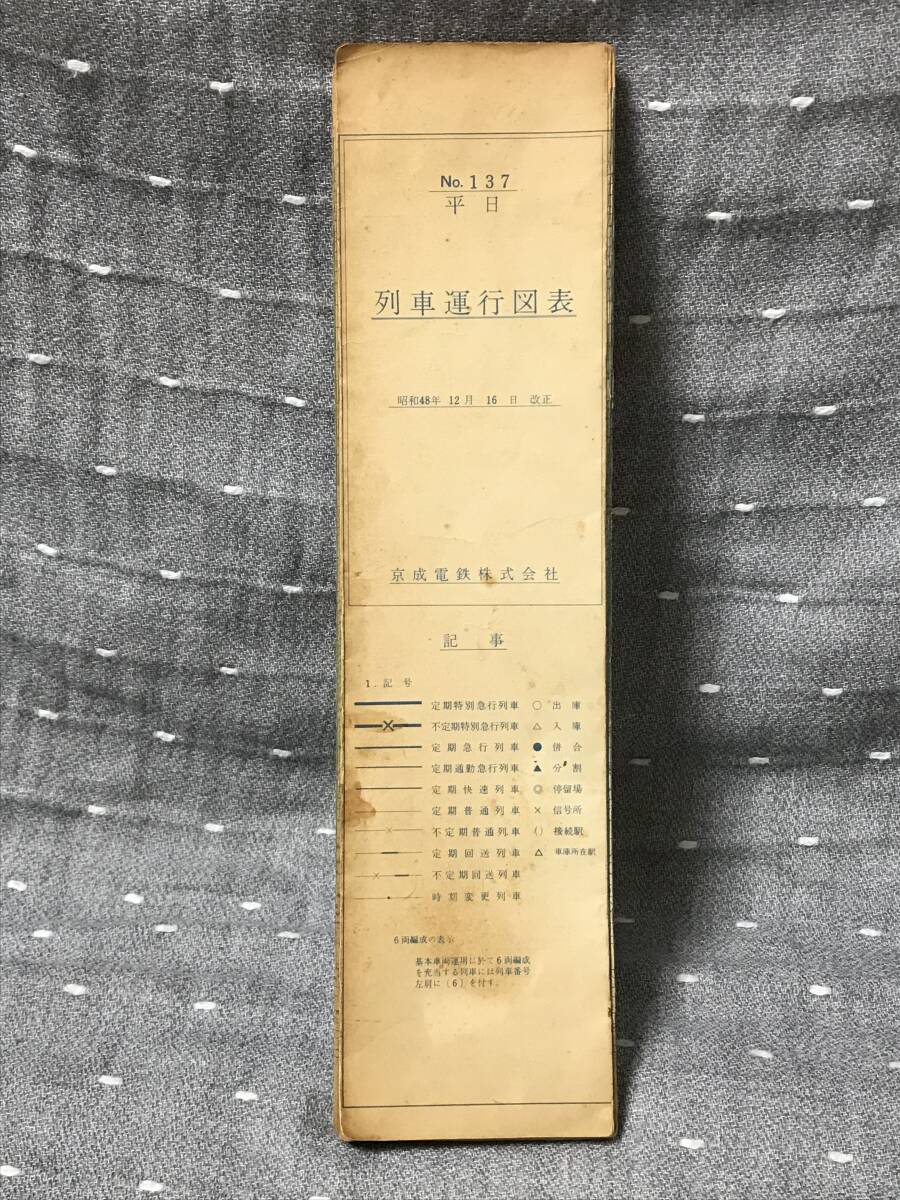 No. 137
平日
列車運行図表
昭和48年 12月 16日 改正
京成電鉄株式会社
記事
1. 記号
定期特別急行列車 ○ 出庫
不定期特別急行列車 △ 入庫
定期急行列車 ● 併合
定期通勤急行列車 ▲ 分割
定期快速列車 ◎ 停留場
定期普通列車 × 信号所
不定期普通列車 () 接続駅
定期回送列車 △ 車庫所在駅
不定期回送列車
時刻変更列車
6両編成の表示
基本車両運用に於て6両編成
を充当する列車には列車番号
左肩に(6)を付す。